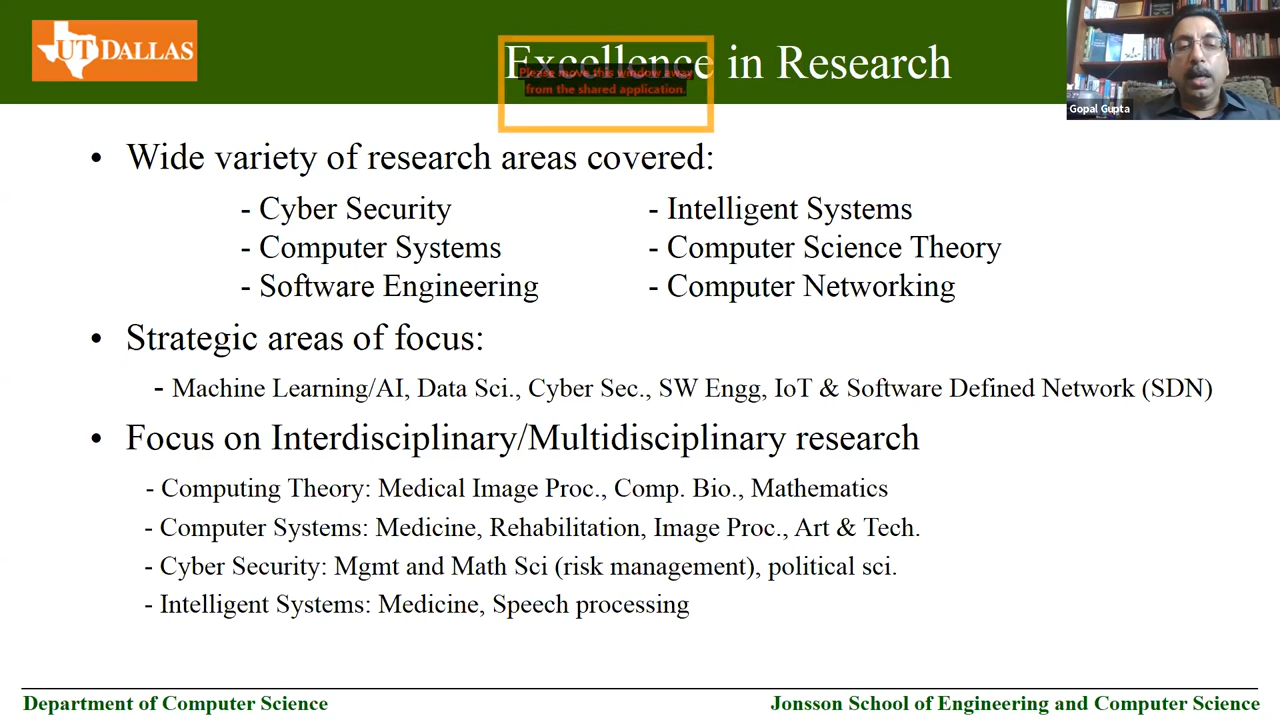 UT DALLAS
Excellence in Research
Please move this window away
from the shared application.
Gopal Gupta
• Wide variety of research areas covered:
- Cyber Security - Intelligent Systems
- Computer Systems - Computer Science Theory
- Software Engineering - Computer Networking
• Strategic areas of focus:
- Machine Learning/AI, Data Sci., Cyber Sec., SW Engg, IoT & Software Defined Network (SDN)
• Focus on Interdisciplinary/Multidisciplinary research
- Computing Theory: Medical Image Proc., Comp. Bio., Mathematics
- Computer Systems: Medicine, Rehabilitation, Image Proc., Art & Tech.
- Cyber Security: Mgmt and Math Sci (risk management), political sci.
- Intelligent Systems: Medicine, Speech processing
Department of Computer Science Jonsson School of Engineering and Computer Science